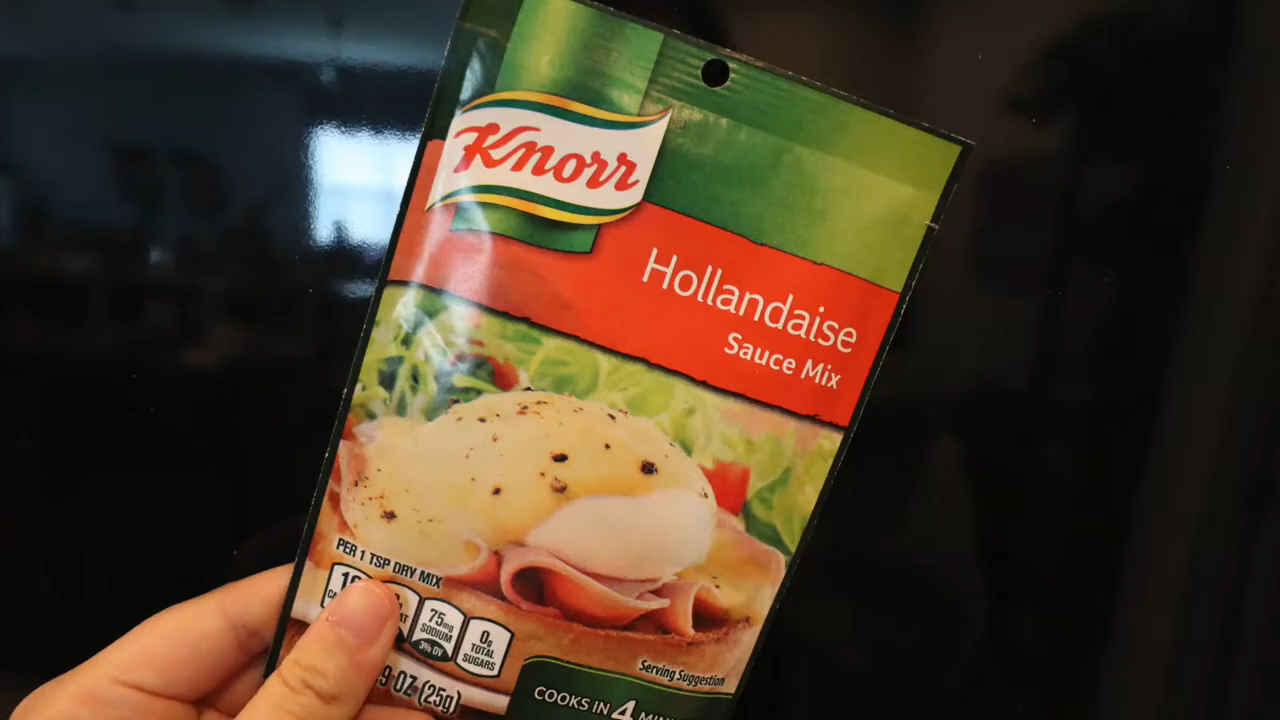 Knorr
Hollandaise
Sauce Mix
PER 1 TSP DRY MIX
75mg
SODIUM
3% DV
0g
TOTAL
SUGARS
Serving Suggestion
9 OZ (25g)
COOKS IN 4